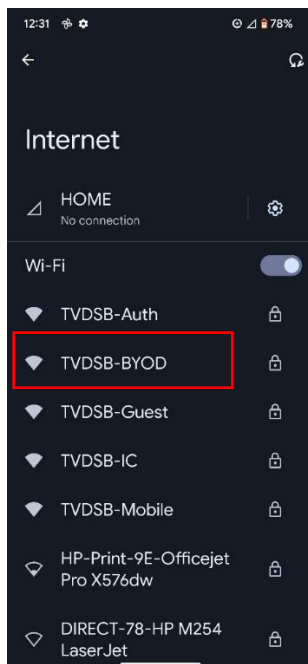 12:31 78%
Internet
HOME
No connection
Wi-Fi
TVDSB-Auth
TVDSB-BYOD
TVDSB-Guest
TVDSB-IC
TVDSB-Mobile
HP-Print-9E-Officejet
Pro X576dw
DIRECT-78-HP M254
LaserJet